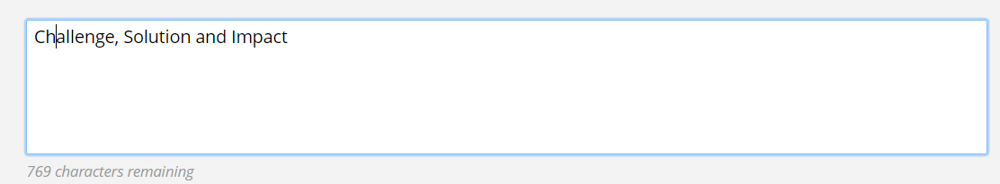 Challenge, Solution and Impact
769 characters remaining